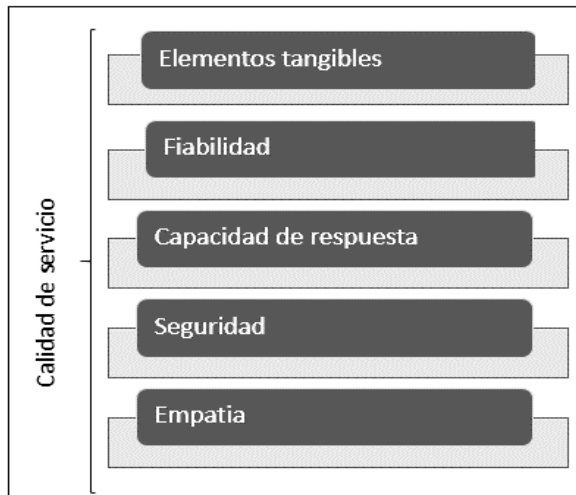 Calidad de servicio
Elementos tangibles
Fiabilidad
Capacidad de respuesta
Seguridad
Empatia